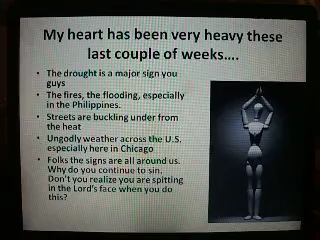 My heart has been very heavy these
last couple of weeks….
• The drought is a major sign you
guys
• The fires, the flooding, especially
in the Philippines.
• Streets are buckling under from
the heat
• Ungodly weather across the U.S.
especially here in Chicago
• Folks the signs are all around us.
Why do you continue to sin.
Don't you realize you are spitting
in the Lord's face when you do
this?